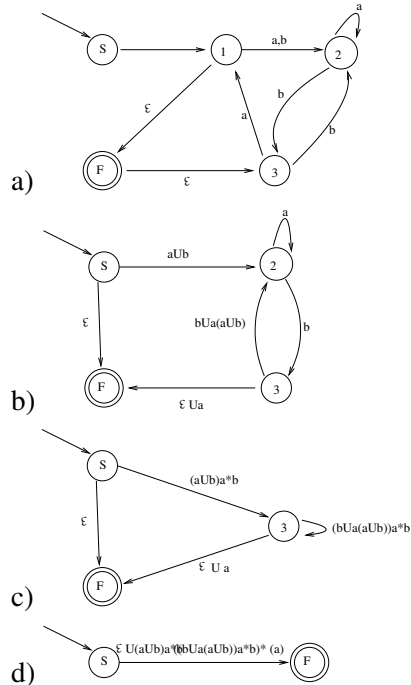 a
S
1
a,b
2
ε
a
b
b
F
ε
3
a)
a
S
aUb
2
ε
bUa(aUb)
b
F
ε Ua
3
b)
S
(aUb)a*b
ε
3
(bUa(aUb))a*b
ε U a
F
c)
S
F
d)